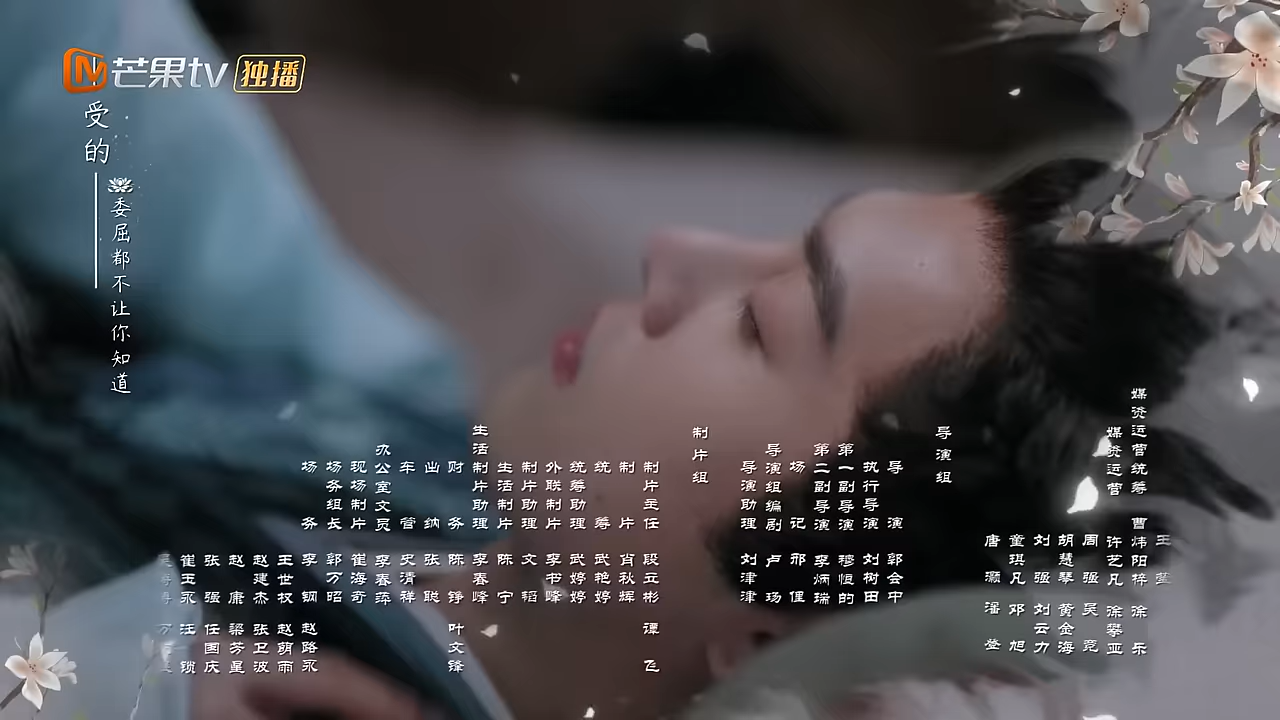 芒果tv 独播
受的
委屈都不让你知道
王莹
媒资运营统筹 曹炜阳梓 涂乐
媒资运营 许艺凡 涂攀亚
周强 吴竞
胡慧琴 黄金海
刘强 刘云力
童琪凡 邓旭
唐灏 潘登
导演组
导演 郭会中
执行导演 刘树田
第一副导演 穆恒的
第二副导演 李炳瑞
场记 邢俚
导演组编剧 卢玚
导演助理 刘津津
制片组
制片主任 段立彬 谭飞
制片 肖秋辉
统筹 武艳婷
统筹助理 武婷婷
外联制片 李书峰
制片助理 文韬
生活制片 陈宁
生活制片助理 李春峰
财务 陈铮 叶文锋
出纳 张聪
车管 史清祥
办公室文员 李春萍
现场制片 崔海奇
场务组长 郭万昭
场务 李钢 赵路永
王世权 赵萌帝
赵建杰 张卫波
赵庸 梁芳星
张强 任国庆
崔玉永 汪锁